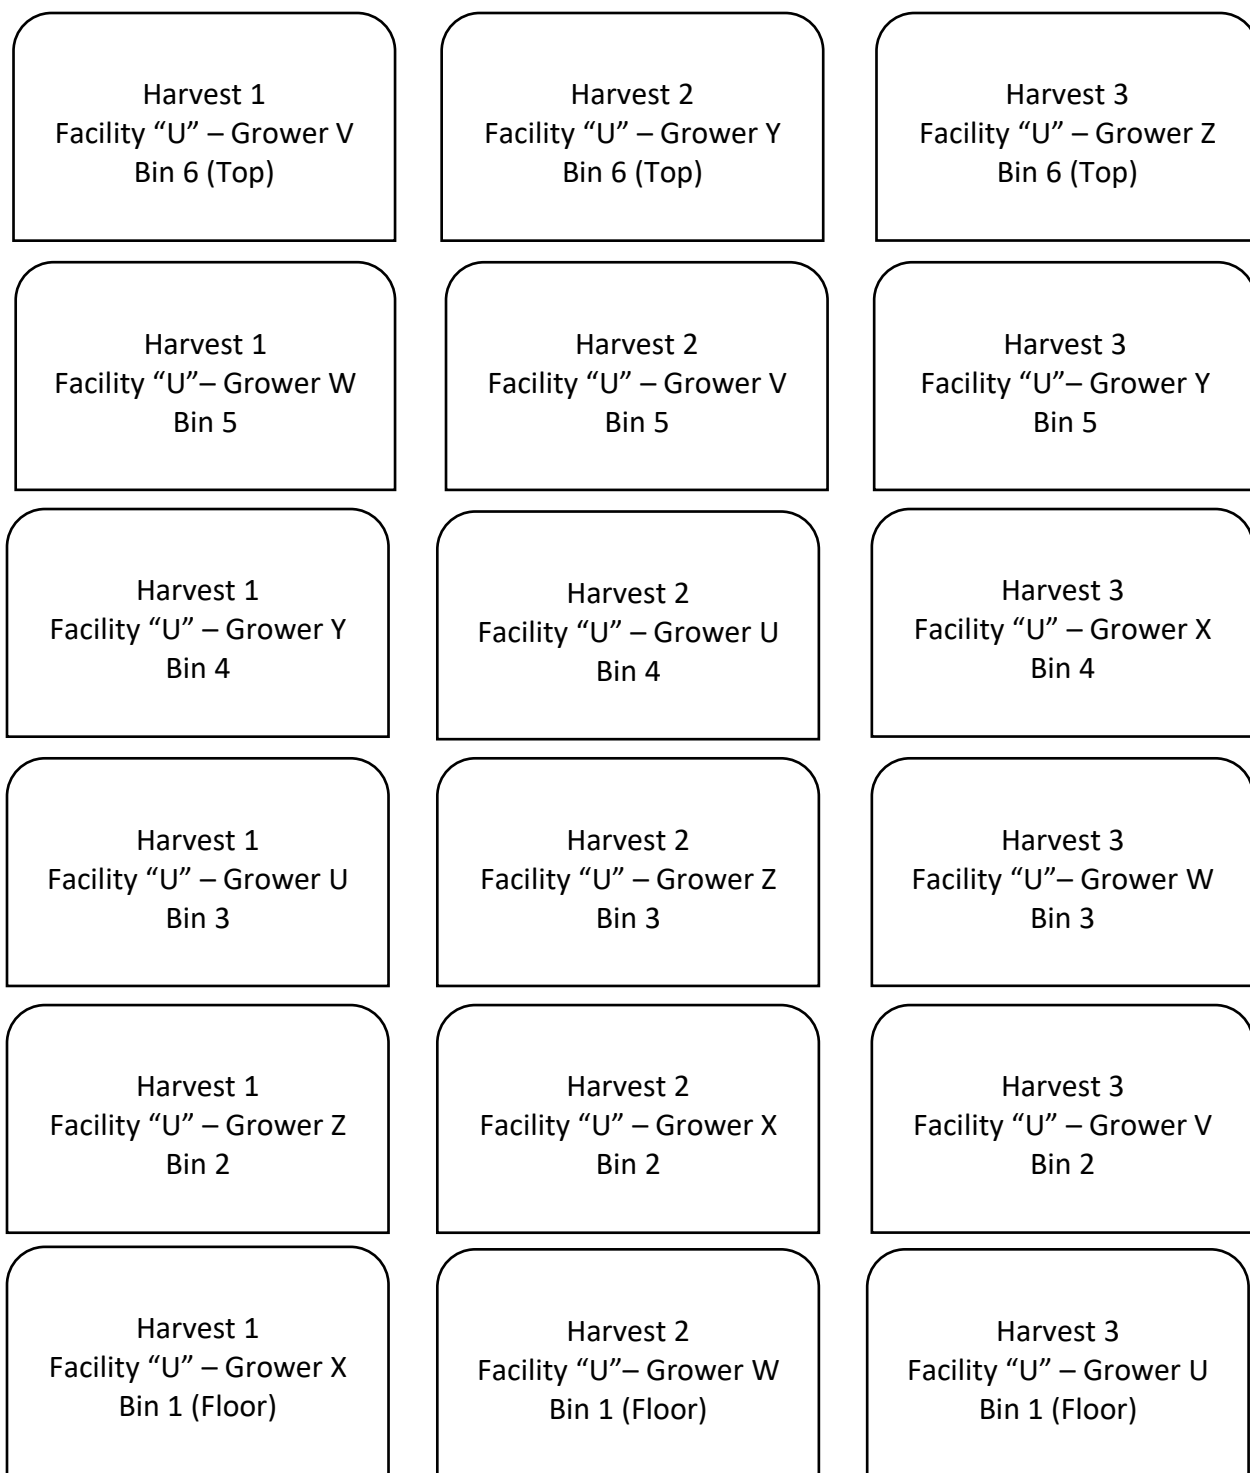 Harvest 1
Facility “U” – Grower V
Bin 6 (Top)
Harvest 2
Facility “U” – Grower Y
Bin 6 (Top)
Harvest 3
Facility “U” – Grower Z
Bin 6 (Top)
Harvest 1
Facility “U”– Grower W
Bin 5
Harvest 2
Facility “U” – Grower V
Bin 5
Harvest 3
Facility “U”– Grower Y
Bin 5
Harvest 1
Facility “U” – Grower Y
Bin 4
Harvest 2
Facility “U” – Grower U
Bin 4
Harvest 3
Facility “U” – Grower X
Bin 4
Harvest 1
Facility “U” – Grower U
Bin 3
Harvest 2
Facility “U” – Grower Z
Bin 3
Harvest 3
Facility “U”– Grower W
Bin 3
Harvest 1
Facility “U” – Grower Z
Bin 2
Harvest 2
Facility “U” – Grower X
Bin 2
Harvest 3
Facility “U” – Grower V
Bin 2
Harvest 1
Facility “U” – Grower X
Bin 1 (Floor)
Harvest 2
Facility “U”– Grower W
Bin 1 (Floor)
Harvest 3
Facility “U” – Grower U
Bin 1 (Floor)